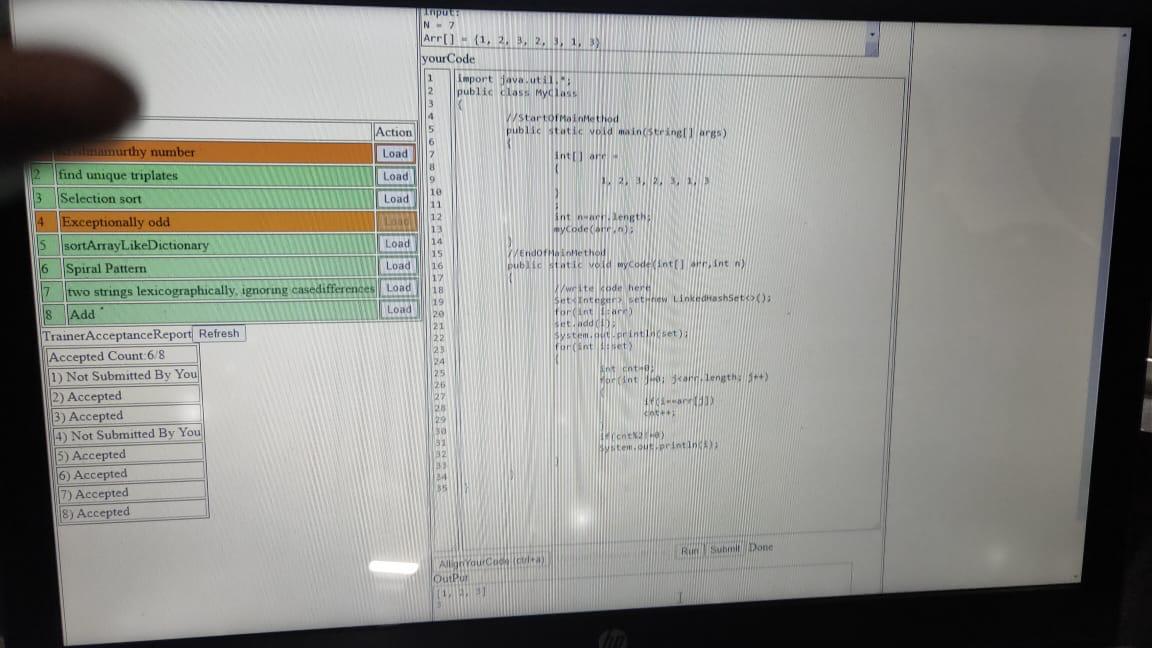 Input:
N = 7
Arr[] = {1, 2, 3, 2, 3, 1, 3}
yourCode
Action
murthy number Load
2 find unique triplates Load
3 Selection sort Load
4 Exceptionally odd Load
5 sortArrayLikeDictionary Load
6 Spiral Pattern Load
7 two strings lexicographically, ignoring casedifferences Load
8 Add Load
TrainerAcceptanceReport Refresh
Accepted Count:6/8
1) Not Submitted By You
2) Accepted
3) Accepted
4) Not Submitted By You
5) Accepted
6) Accepted
7) Accepted
8) Accepted
1 import java.util.*;
2 public class MyClass
3 {
4 //StartOfMainMethod
5 public static void main(String[] args)
6 {
7 int[] arr =
8 {
9 1, 2, 3, 2, 3, 1, 3
10 }
11 ;
12 int n=arr.length;
13 myCode(arr,n);
14 }
15 //EndOfMainMethod
16 public static void myCode(int[] arr,int n)
17 {
18 //write code here
19 Set<Integer> set=new LinkedHashSet<>();
20 for(int i:arr)
21 set.add(i);
22 System.out.println(set);
23 for(int i:set)
24 {
25 int cnt=0;
26 for(int j=0; j<arr.length; j++)
27 {
28 if(i==arr[j])
29 cnt++;
30 }
31 if(cnt%2!=0)
32 System.out.println(i);
33 }
34 }
35 }
Run Submit Done
AllignYourCode (ctrl+a)
OutPut
[1, 2, 3]
3
hp